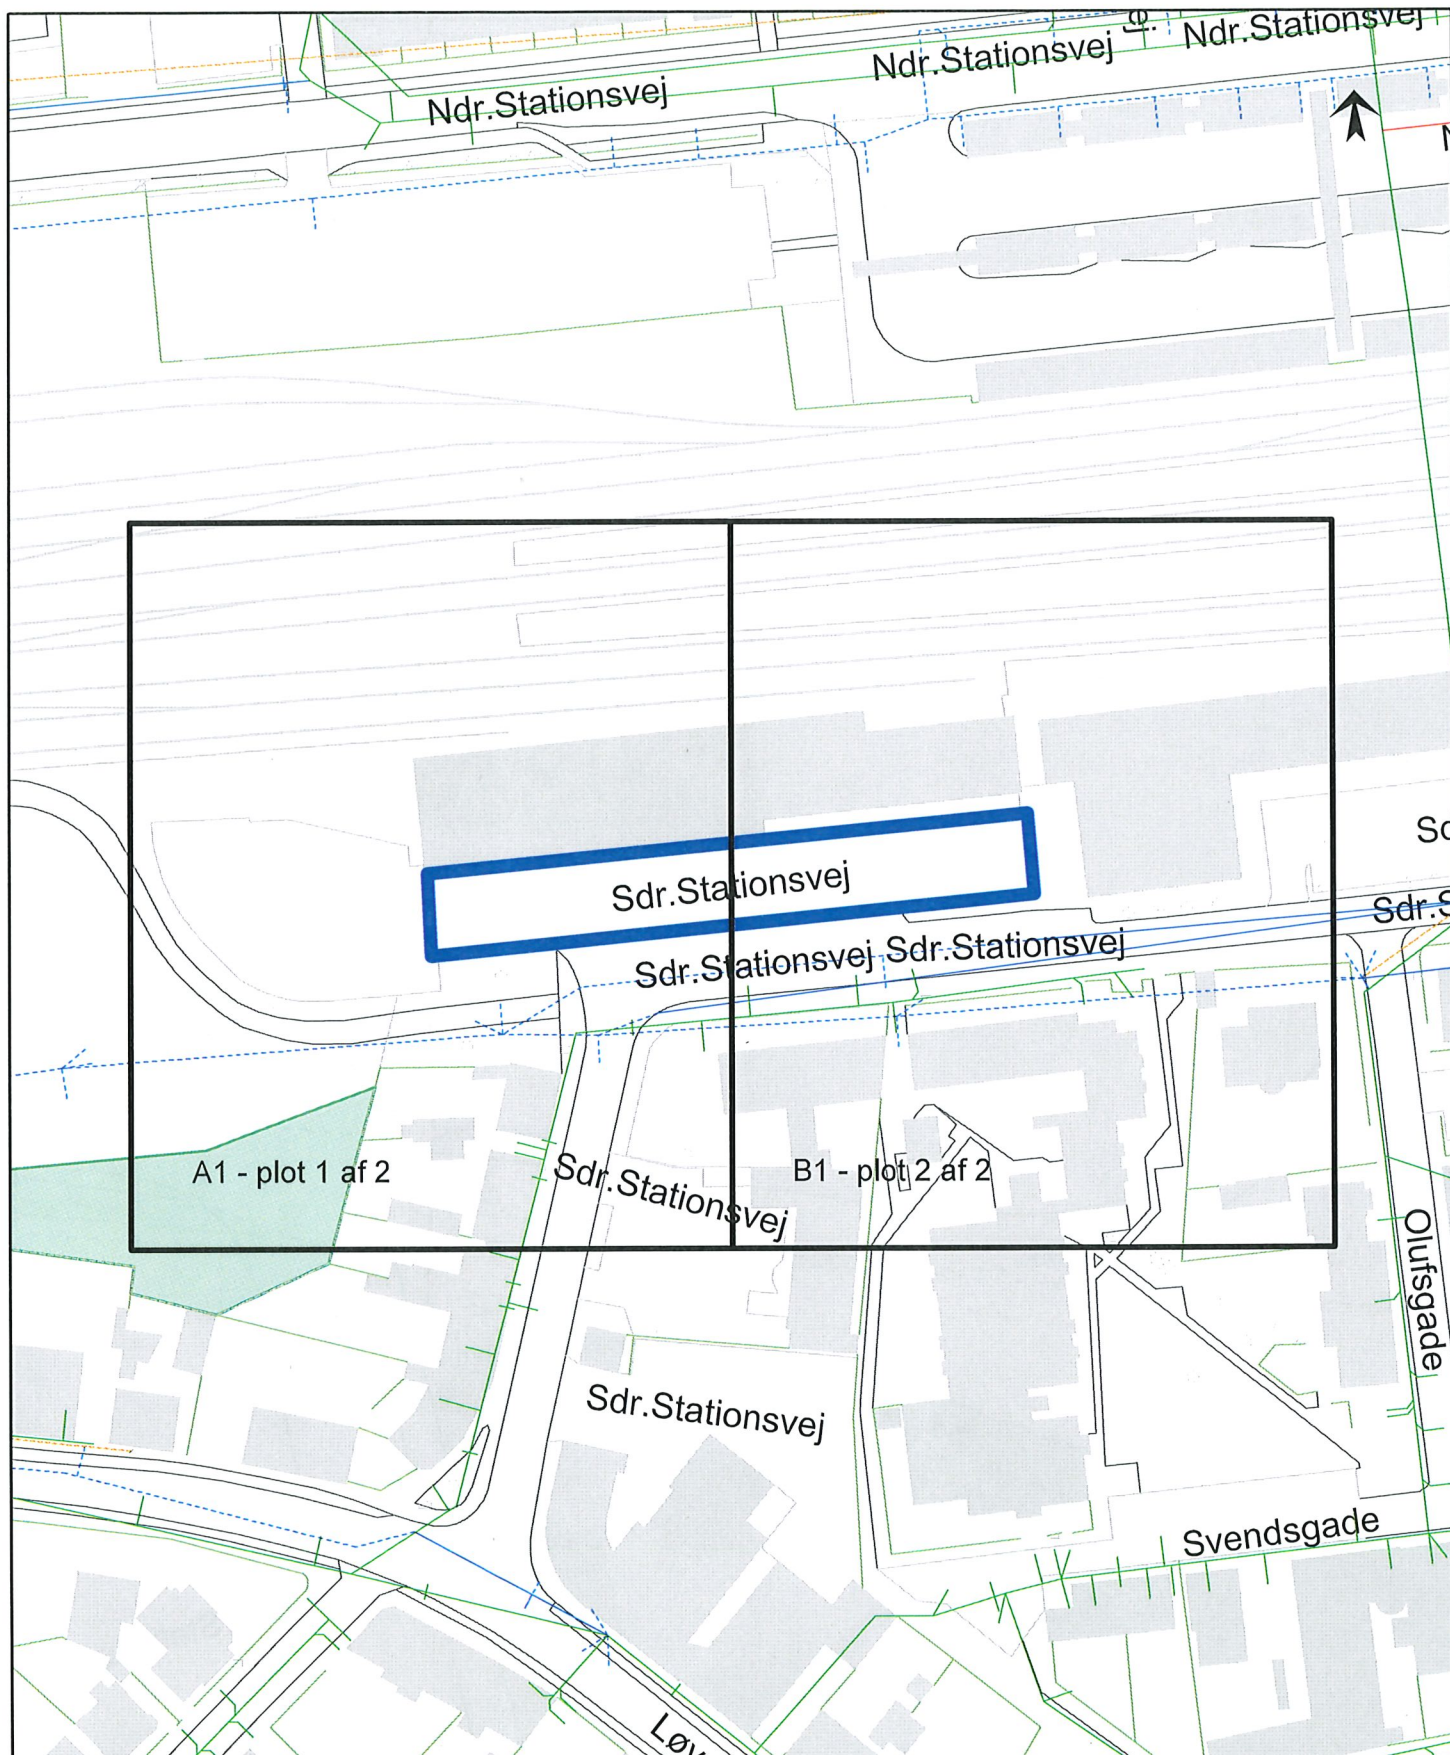 Ndr.Stationsvej
Ndr.Stationsvej
Ndr.Stationsvej
Sdr.Stationsvej
Sdr.Stationsvej Sdr.Stationsvej
A1 - plot 1 af 2
B1 - plot 2 af 2
Sdr.Stationsvej
Olufsgade
Sdr.Stationsvej
Svendsgade